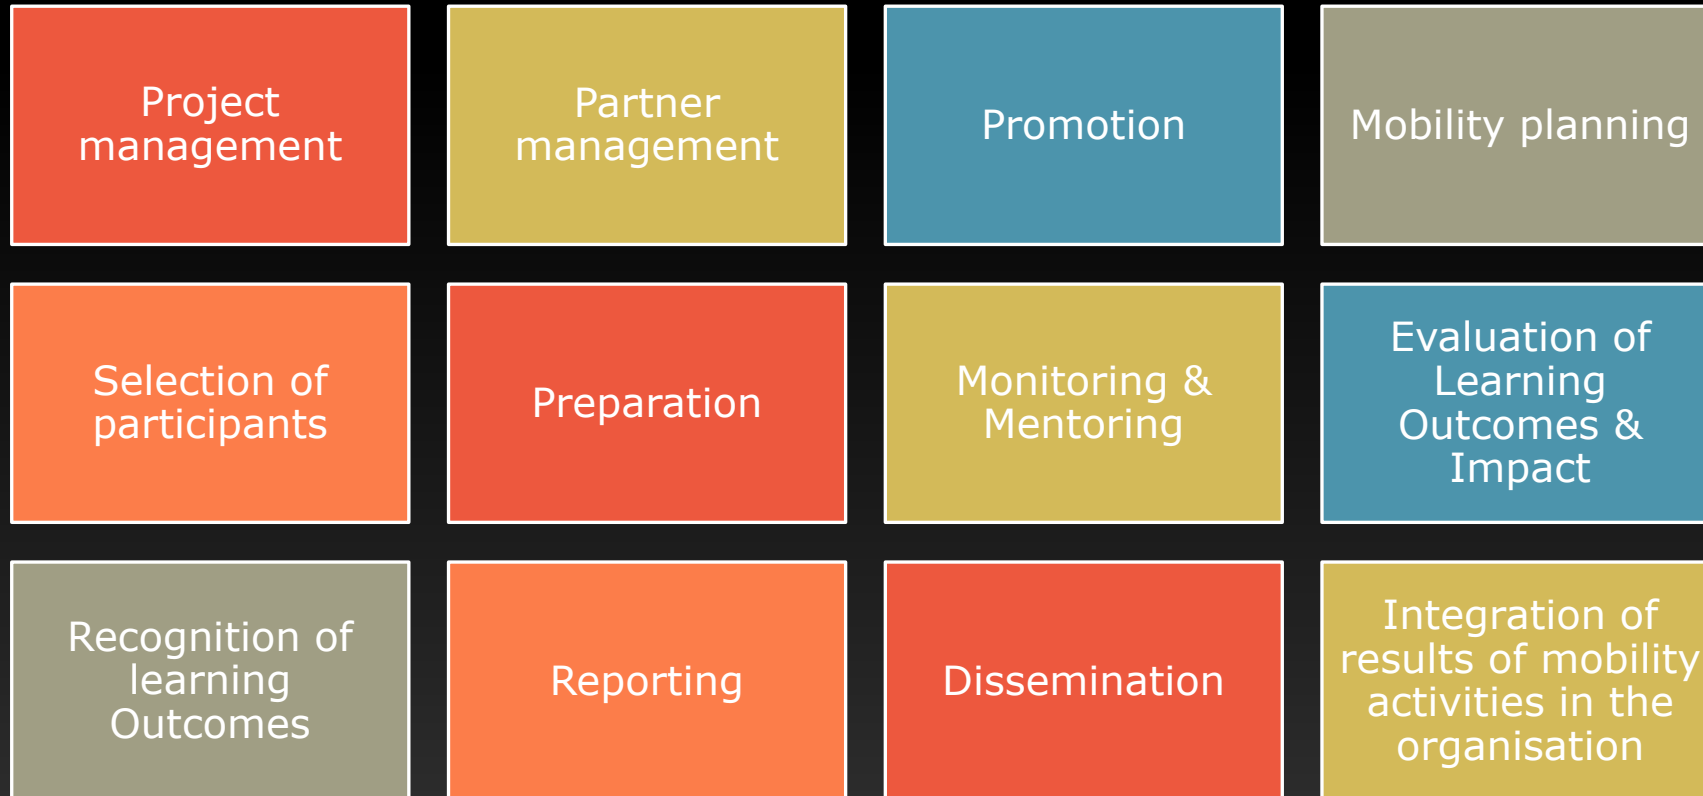 Project
management
Partner
management
Promotion
Mobility planning
Selection of
participants
Preparation
Monitoring &
Mentoring
Evaluation of
Learning
Outcomes &
Impact
Recognition of
learning
Outcomes
Reporting
Dissemination
Integration of
results of mobility
activities in the
organisation